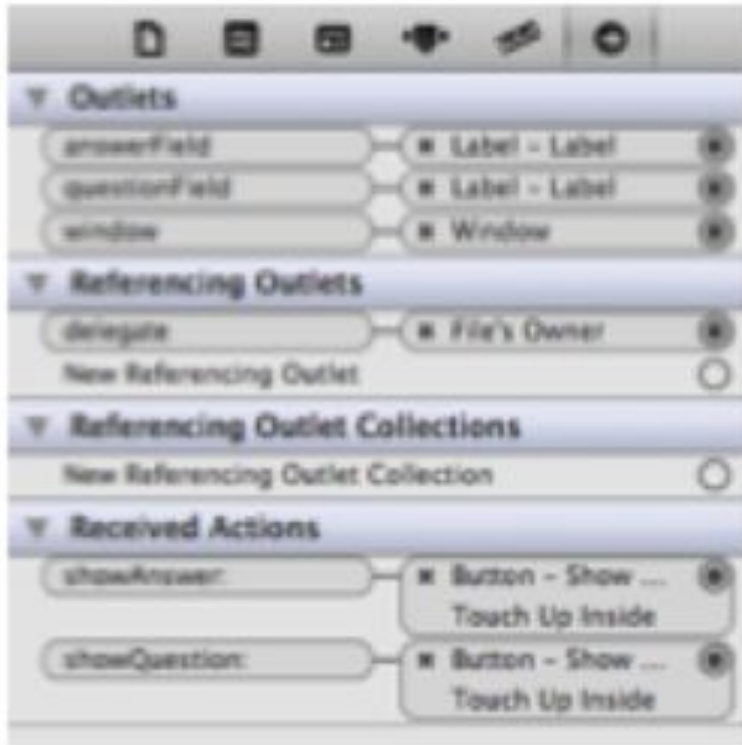 Outlets
answerField × Label - Label
questionField × Label - Label
window × Window
Referencing Outlets
delegate × File's Owner
New Referencing Outlet
Referencing Outlet Collections
New Referencing Outlet Collection
Received Actions
showAnswer: × Button - Show ...
Touch Up Inside
showQuestion: × Button - Show ...
Touch Up Inside